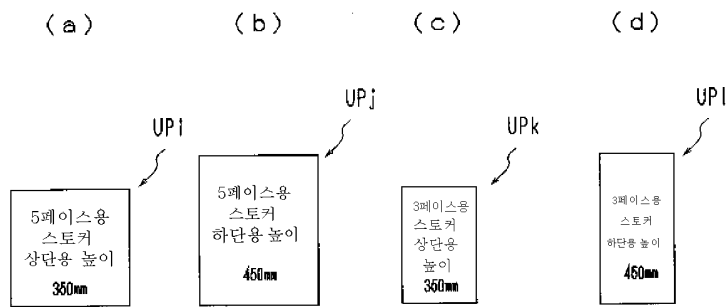 (a)
(b)
(c)
(d)
UPi
UPj
UPk
UPl
5페이스용
스토커
상단용 높이
350mm
5페이스용
스토커
하단용 높이
450mm
3페이스용
스토커
상단용
높이
350mm
3페이스용
스토커
하단용 높이
450mm